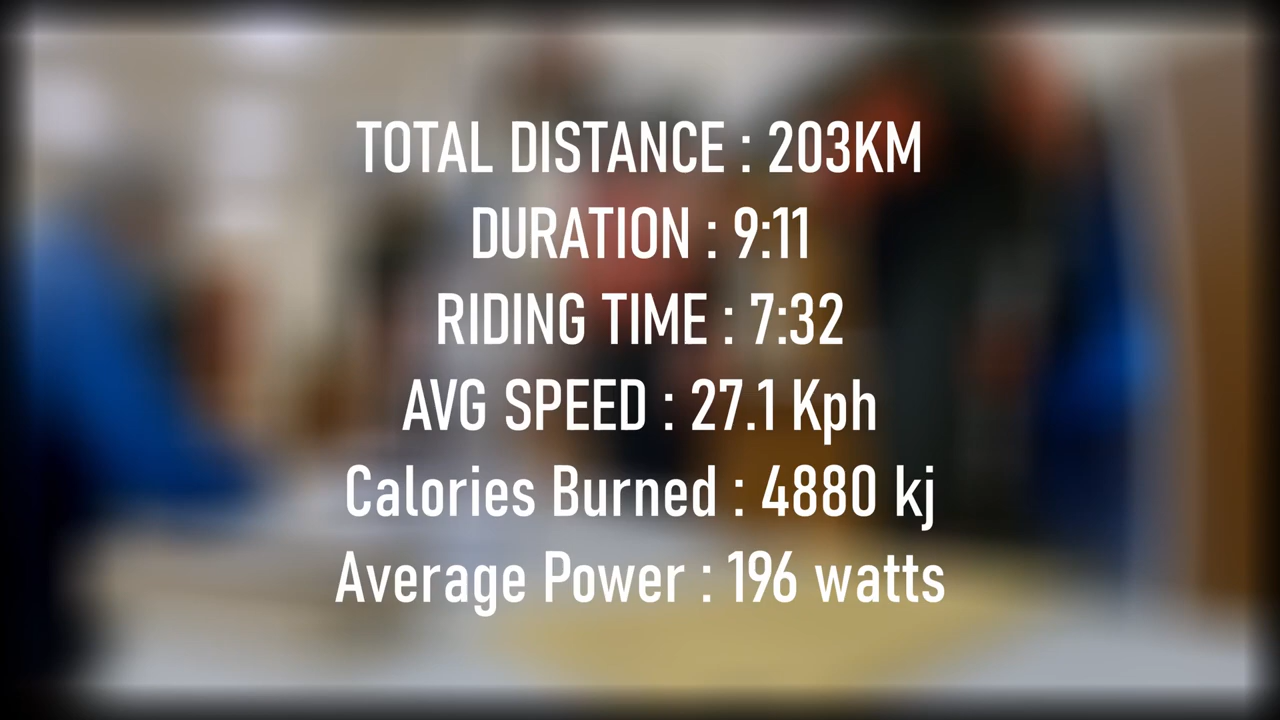 TOTAL DISTANCE : 203KM
DURATION : 9:11
RIDING TIME : 7:32
AVG SPEED : 27.1 Kph
Calories Burned : 4880 kj
Average Power : 196 watts